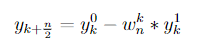 $y_{k+\frac{n}{2}} = y_k^0 - w_n^k * y_k^1$